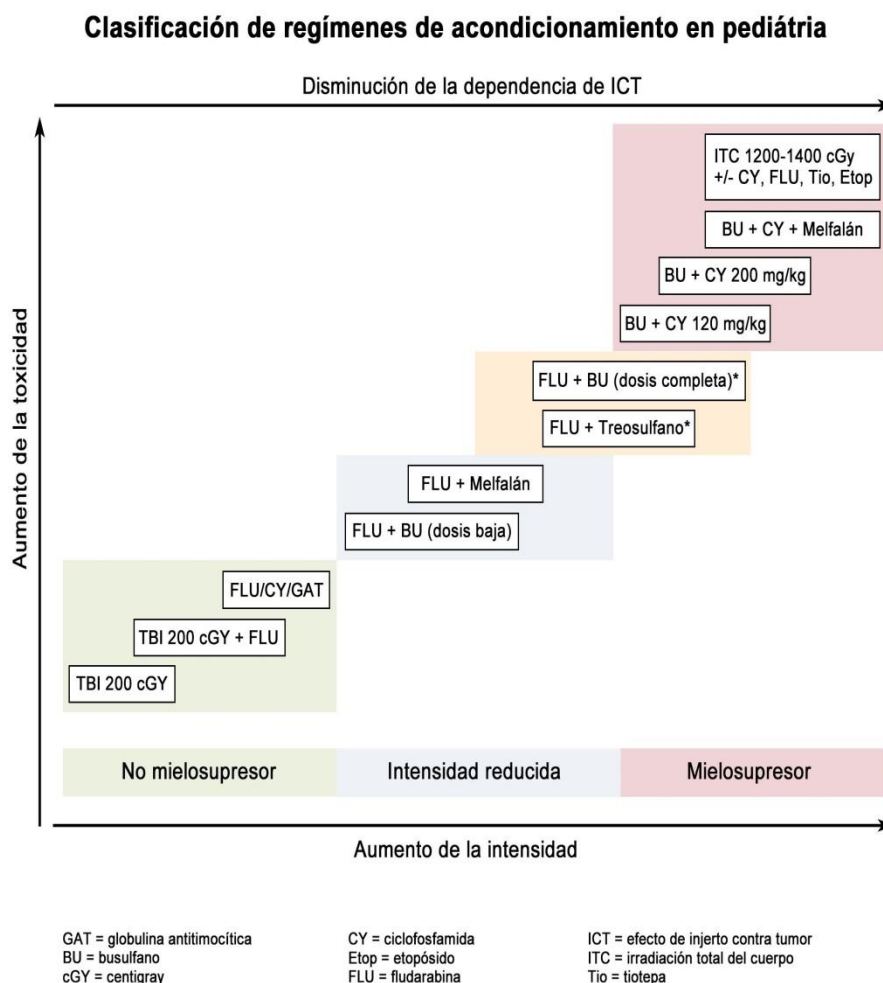 Clasificación de regímenes de acondicionamiento en pediátria
Disminución de la dependencia de ICT
Aumento de la toxicidad
ITC 1200-1400 cGy
+/- CY, FLU, Tio, Etop
BU + CY + Melfalán
BU + CY 200 mg/kg
BU + CY 120 mg/kg
FLU + BU (dosis completa)*
FLU + Treosulfano*
FLU + Melfalán
FLU + BU (dosis baja)
FLU/CY/GAT
TBI 200 cGY + FLU
TBI 200 cGY
No mielosupresor
Intensidad reducida
Mielosupresor
Aumento de la intensidad
GAT = globulina antitimocítica
BU = busulfano
cGY = centigray
CY = ciclofosfamida
Etop = etopósido
FLU = fludarabina
ICT = efecto de injerto contra tumor
ITC = irradiación total del cuerpo
Tio = tiotepa